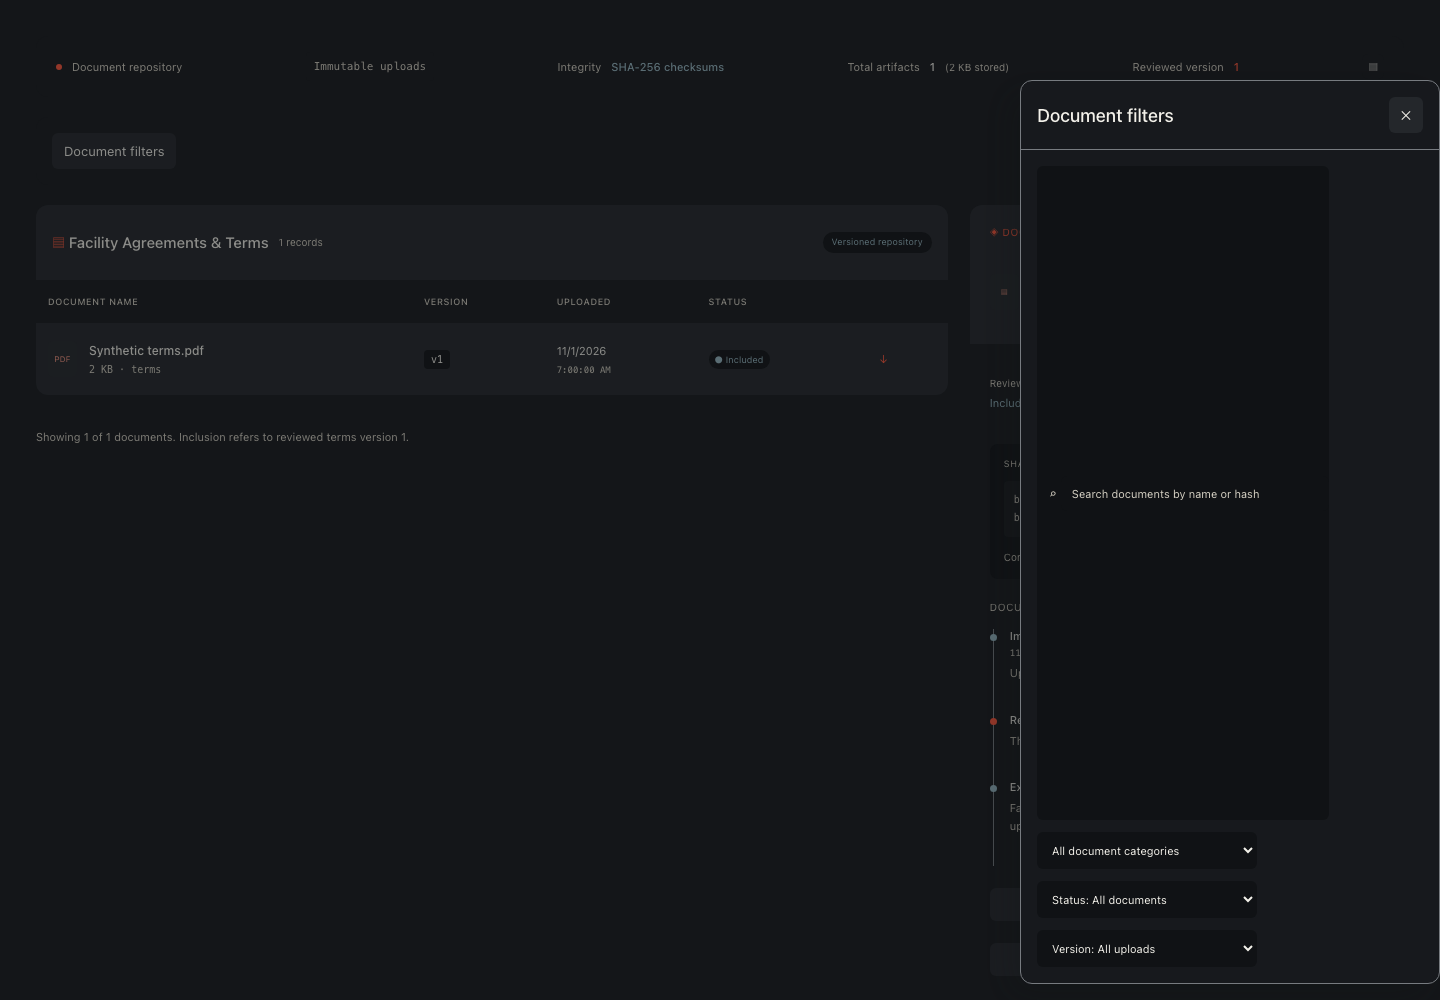 Document repository
Immutable uploads
Integrity SHA-256 checksums
Total artifacts 1 (2 KB stored)
Reviewed version 1
Document filters
Document filters
Facility Agreements & Terms 1 records
Versioned repository
DOCUMENT NAME VERSION UPLOADED STATUS
PDF Synthetic terms.pdf v1 11/1/2026 Included ↓
2 KB · terms 7:00:00 AM
Showing 1 of 1 documents. Inclusion refers to reviewed terms version 1.
Search documents by name or hash
All document categories
Status: All documents
Version: All uploads